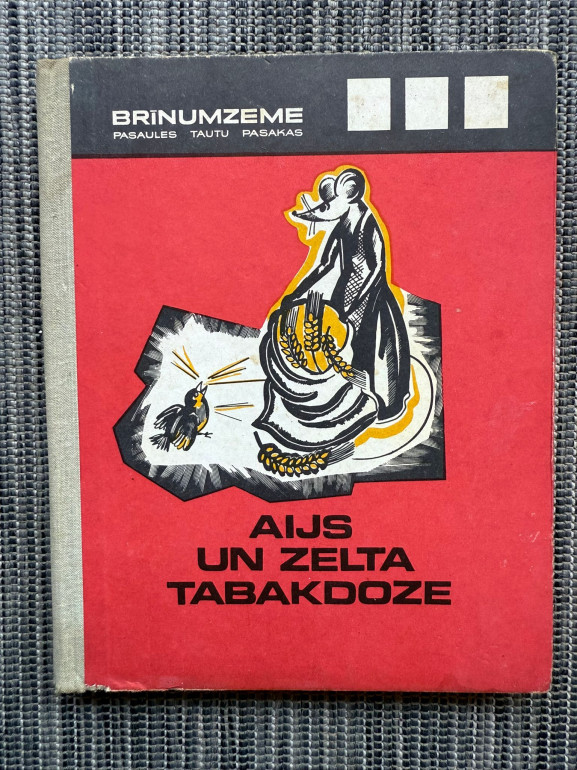 BRĪNUMZEME
PASAULES TAUTU PASAKAS
AIJS
UN ZELTA
TABAKDOZE